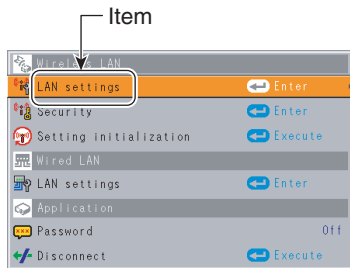 Item
Wireless LAN
LAN settings Enter
Security Enter
Setting initialization Execute
Wired LAN
LAN settings Enter
Application
Password Off
Disconnect Execute